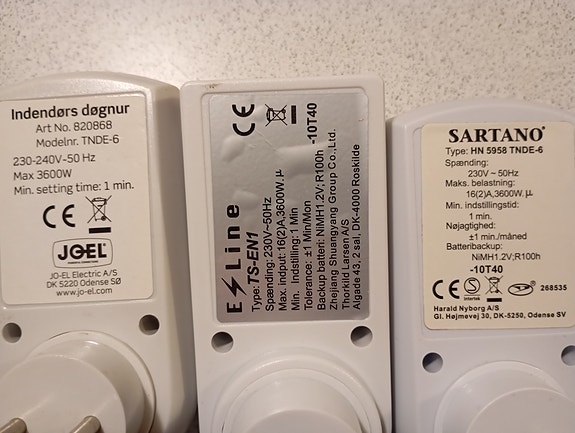 Indendørs døgnur
Art No. 820868
Modelnr. TNDE-6
230-240V~50 Hz
Max 3600W
Min. setting time: 1 min.
CE
JO-EL
JO-EL Electric A/S
DK 5220 Odense SØ
www.jo-el.com
CE
-10T40
E Line
Type: TS-EN1
Spænding: 230V~50Hz
Max. indput: 16(2)A,3600W. µ
Min. indstilling: 1 Min
Tolerance: ±1 Min/Mon
Backup batteri: NiMH1.2V; R100h
Zhejiang Shuangyang Group Co.,Ltd.
Thorkild Larsen A/S
Algade 43, 2 sal, DK-4000 Roskilde
SARTANO®
Type: HN 5958 TNDE-6
Spænding:
230V ~ 50Hz
Maks. belastning:
16(2)A,3600W. µ
Min. indstillingstid:
1 min.
Nøjagtighed:
±1 min./måned
Batteribackup:
NiMH1.2V;R100h
-10T40
CE S Intertek 268535
Harald Nyborg A/S
Gl. Højmevej 30, DK-5250, Odense SV